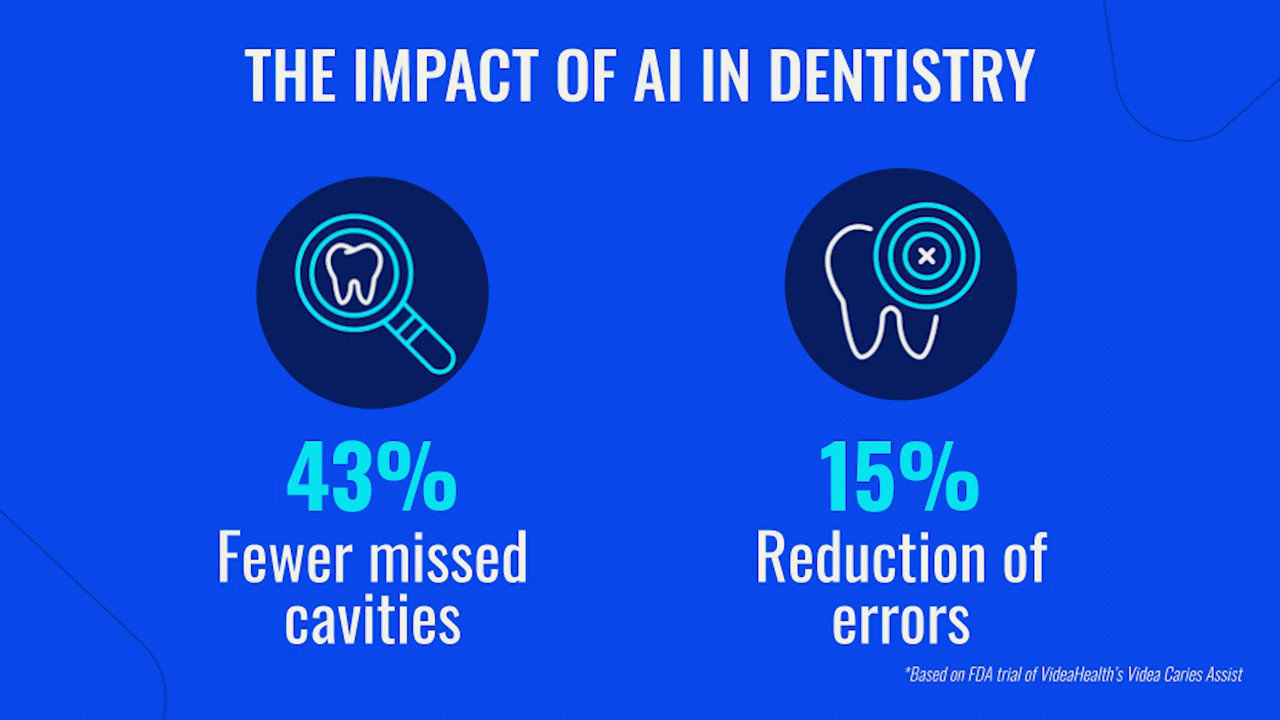 THE IMPACT OF AI IN DENTISTRY
43%
Fewer missed
cavities
15%
Reduction of
errors
*Based on FDA trial of VideaHealth's Videa Caries Assist